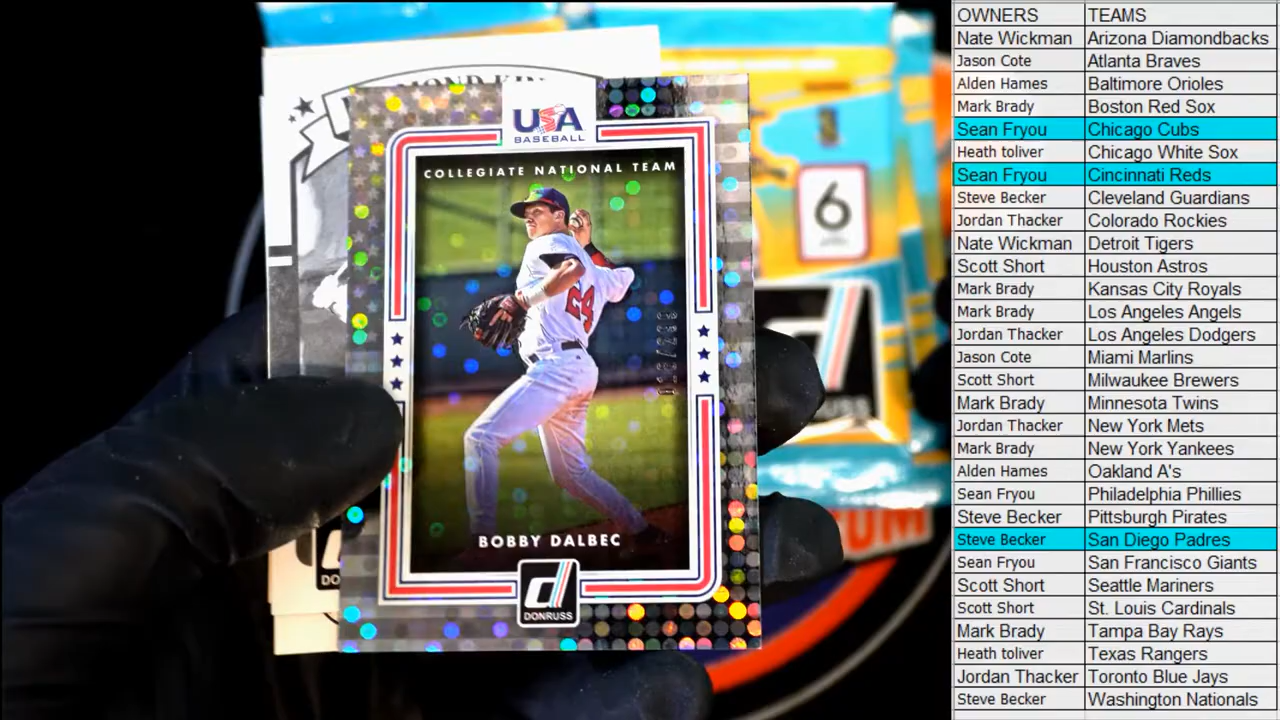 USA
BASEBALL
COLLEGIATE NATIONAL TEAM
24
BOBBY DALBEC
DONRUSS
6
OWNERS TEAMS
Nate Wickman Arizona Diamondbacks
Jason Cote Atlanta Braves
Alden Hames Baltimore Orioles
Mark Brady Boston Red Sox
Sean Fryou Chicago Cubs
Heath toliver Chicago White Sox
Sean Fryou Cincinnati Reds
Steve Becker Cleveland Guardians
Jordan Thacker Colorado Rockies
Nate Wickman Detroit Tigers
Scott Short Houston Astros
Mark Brady Kansas City Royals
Mark Brady Los Angeles Angels
Jordan Thacker Los Angeles Dodgers
Jason Cote Miami Marlins
Scott Short Milwaukee Brewers
Mark Brady Minnesota Twins
Jordan Thacker New York Mets
Mark Brady New York Yankees
Alden Hames Oakland A's
Sean Fryou Philadelphia Phillies
Steve Becker Pittsburgh Pirates
Steve Becker San Diego Padres
Sean Fryou San Francisco Giants
Scott Short Seattle Mariners
Scott Short St. Louis Cardinals
Mark Brady Tampa Bay Rays
Heath toliver Texas Rangers
Jordan Thacker Toronto Blue Jays
Steve Becker Washington Nationals